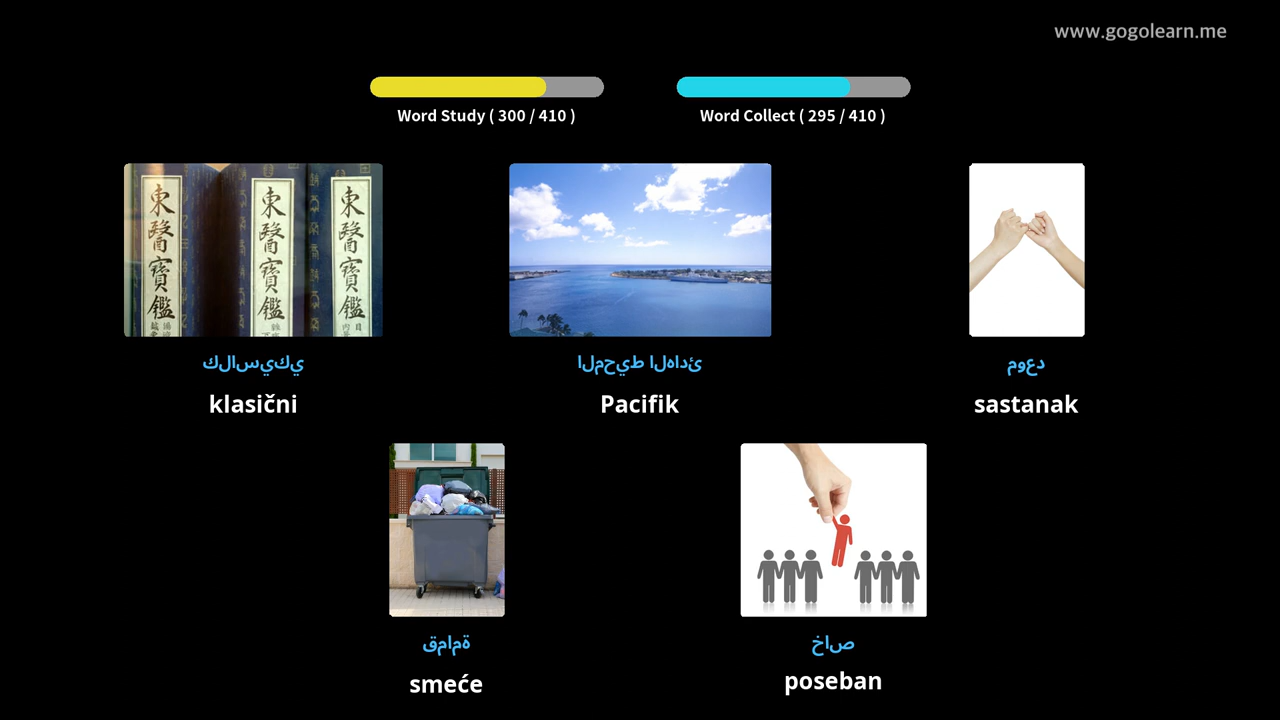 www.gogolearn.me
Word Study ( 300 / 410 )
Word Collect ( 295 / 410 )
東醫寶鑑
東醫寶鑑
東醫寶鑑
كلاسيكي
klasični
المحيط الهادئ
Pacifik
موعد
sastanak
قمامة
smeće
خاص
poseban